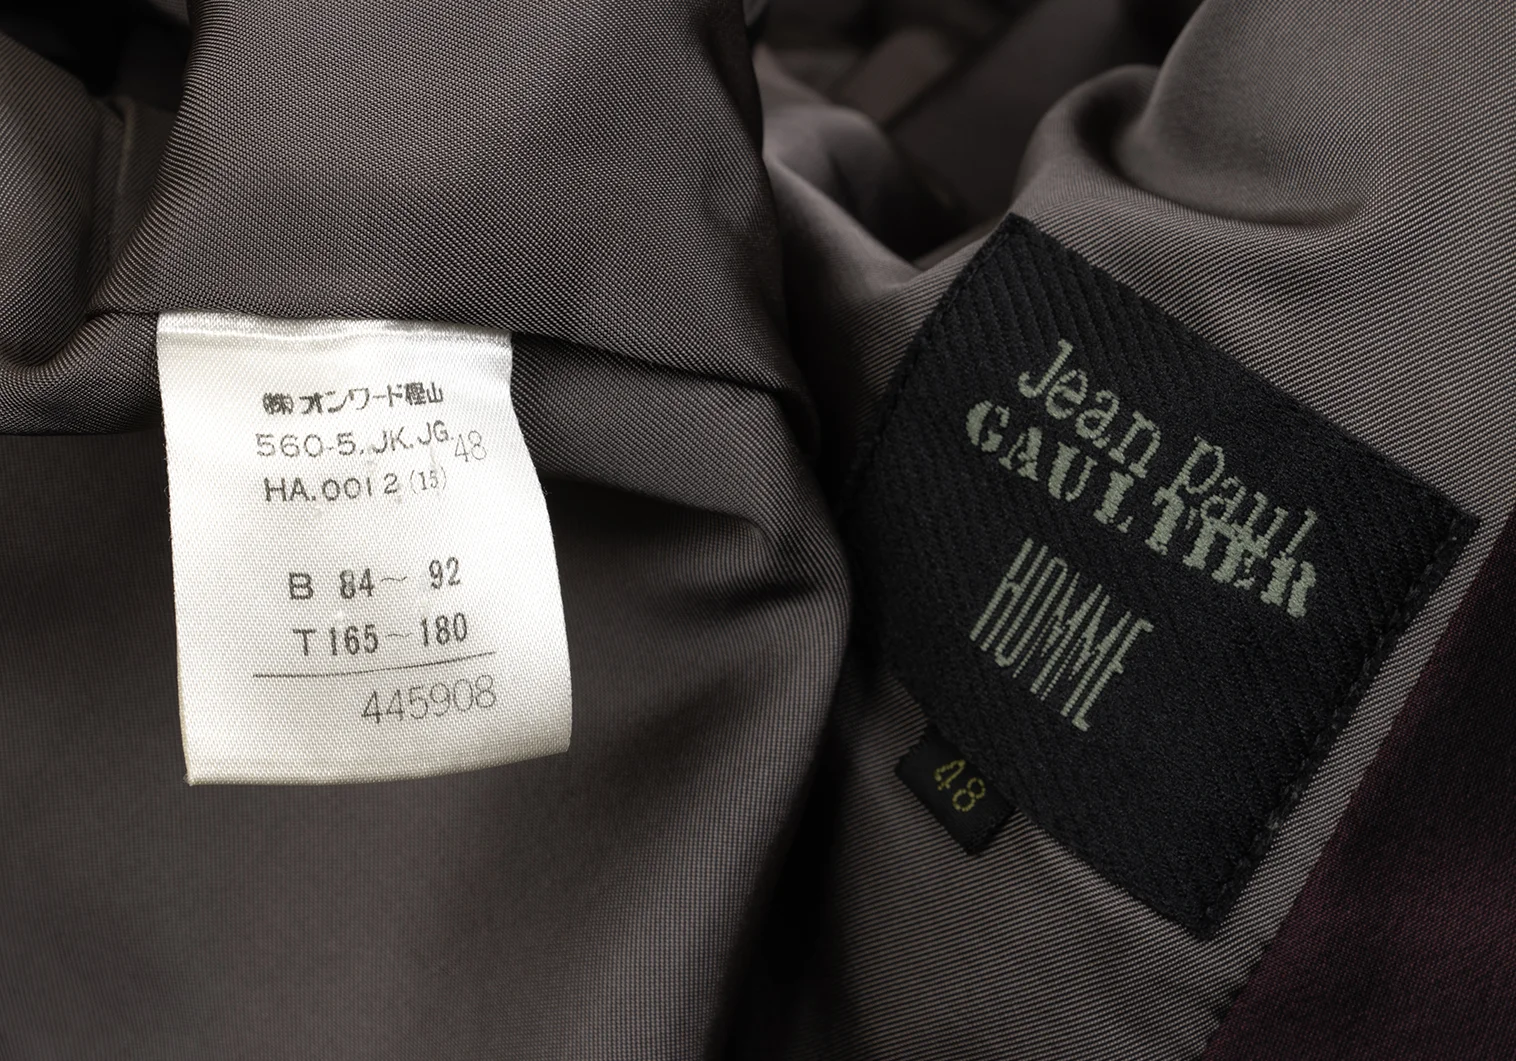 ㈱オンワード樫山
560-5.JK.JG.48
HA.0012(15)
B 84~ 92
T 165~180
445908
Jean Paul
GAULTIER
HOMME
48